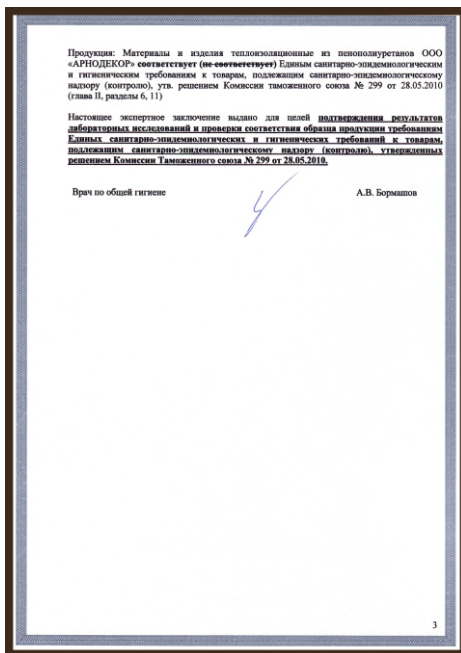 Продукция: Материалы и изделия теплоизоляционные из пенополиуретанов ООО
«АРНОДЕКОР» соответствует (не соответствует) Единым санитарно-эпидемиологическим
и гигиеническим требованиям к товарам, подлежащим санитарно-эпидемиологическому
надзору (контролю), утв. решением Комиссии таможенного союза № 299 от 28.05.2010
(глава II, разделы 6, 11)
Настоящее экспертное заключение выдано для целей подтверждения результатов
лабораторных исследований и проверки соответствия образца продукции требованиям
Единых санитарно-эпидемиологических и гигиенических требований к товарам,
подлежащим санитарно-эпидемиологическому надзору (контролю), утвержденных
решением Комиссии Таможенного союза № 299 от 28.05.2010.
Врач по общей гигиене А.В. Бормашов
3